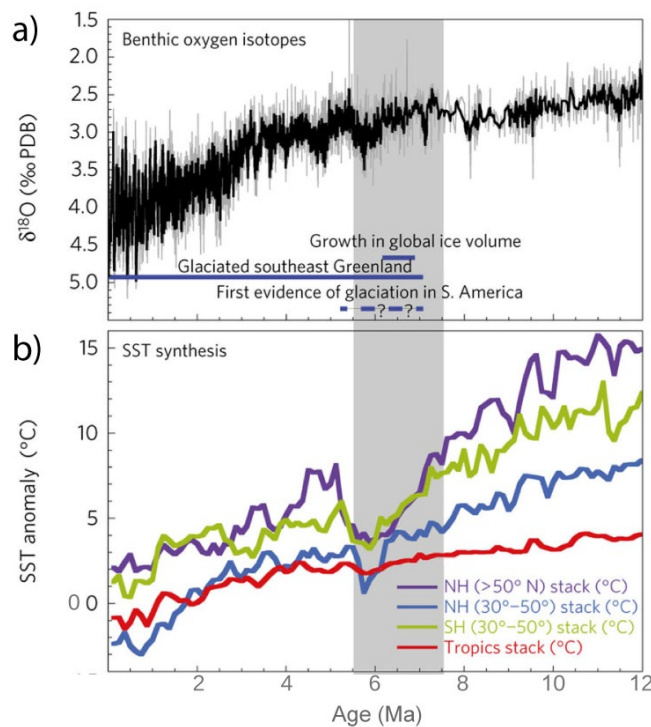 a)
Benthic oxygen isotopes
1.5
2.0
2.5
3.0
3.5
4.0
4.5
5.0
δ18O (‰ PDB)
Growth in global ice volume
Glaciated southeast Greenland
First evidence of glaciation in S. America
? ?
b)
SST synthesis
15
10
5
0 0
SST anomaly (°C)
NH (>50° N) stack (°C)
NH (30°–50°) stack (°C)
SH (30°–50°) stack (°C)
Tropics stack (°C)
2 4 6 8 10 12
Age (Ma)